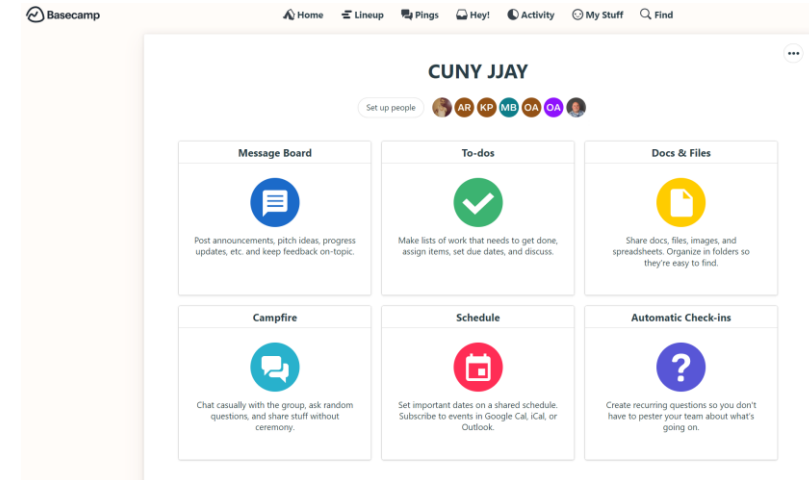 Basecamp
Home Lineup Pings Hey! Activity My Stuff Find
CUNY JJAY
Set up people AR KP MB OA OA
Message Board
Post announcements, pitch ideas, progress
updates, etc. and keep feedback on-topic.
To-dos
Make lists of work that needs to get done,
assign items, set due dates, and discuss.
Docs & Files
Share docs, files, images, and
spreadsheets. Organize in folders so
they're easy to find.
Campfire
Chat casually with the group, ask random
questions, and share stuff without
ceremony.
Schedule
Set important dates on a shared schedule.
Subscribe to events in Google Cal, iCal, or
Outlook.
Automatic Check-ins
Create recurring questions so you don't
have to pester your team about what's
going on.